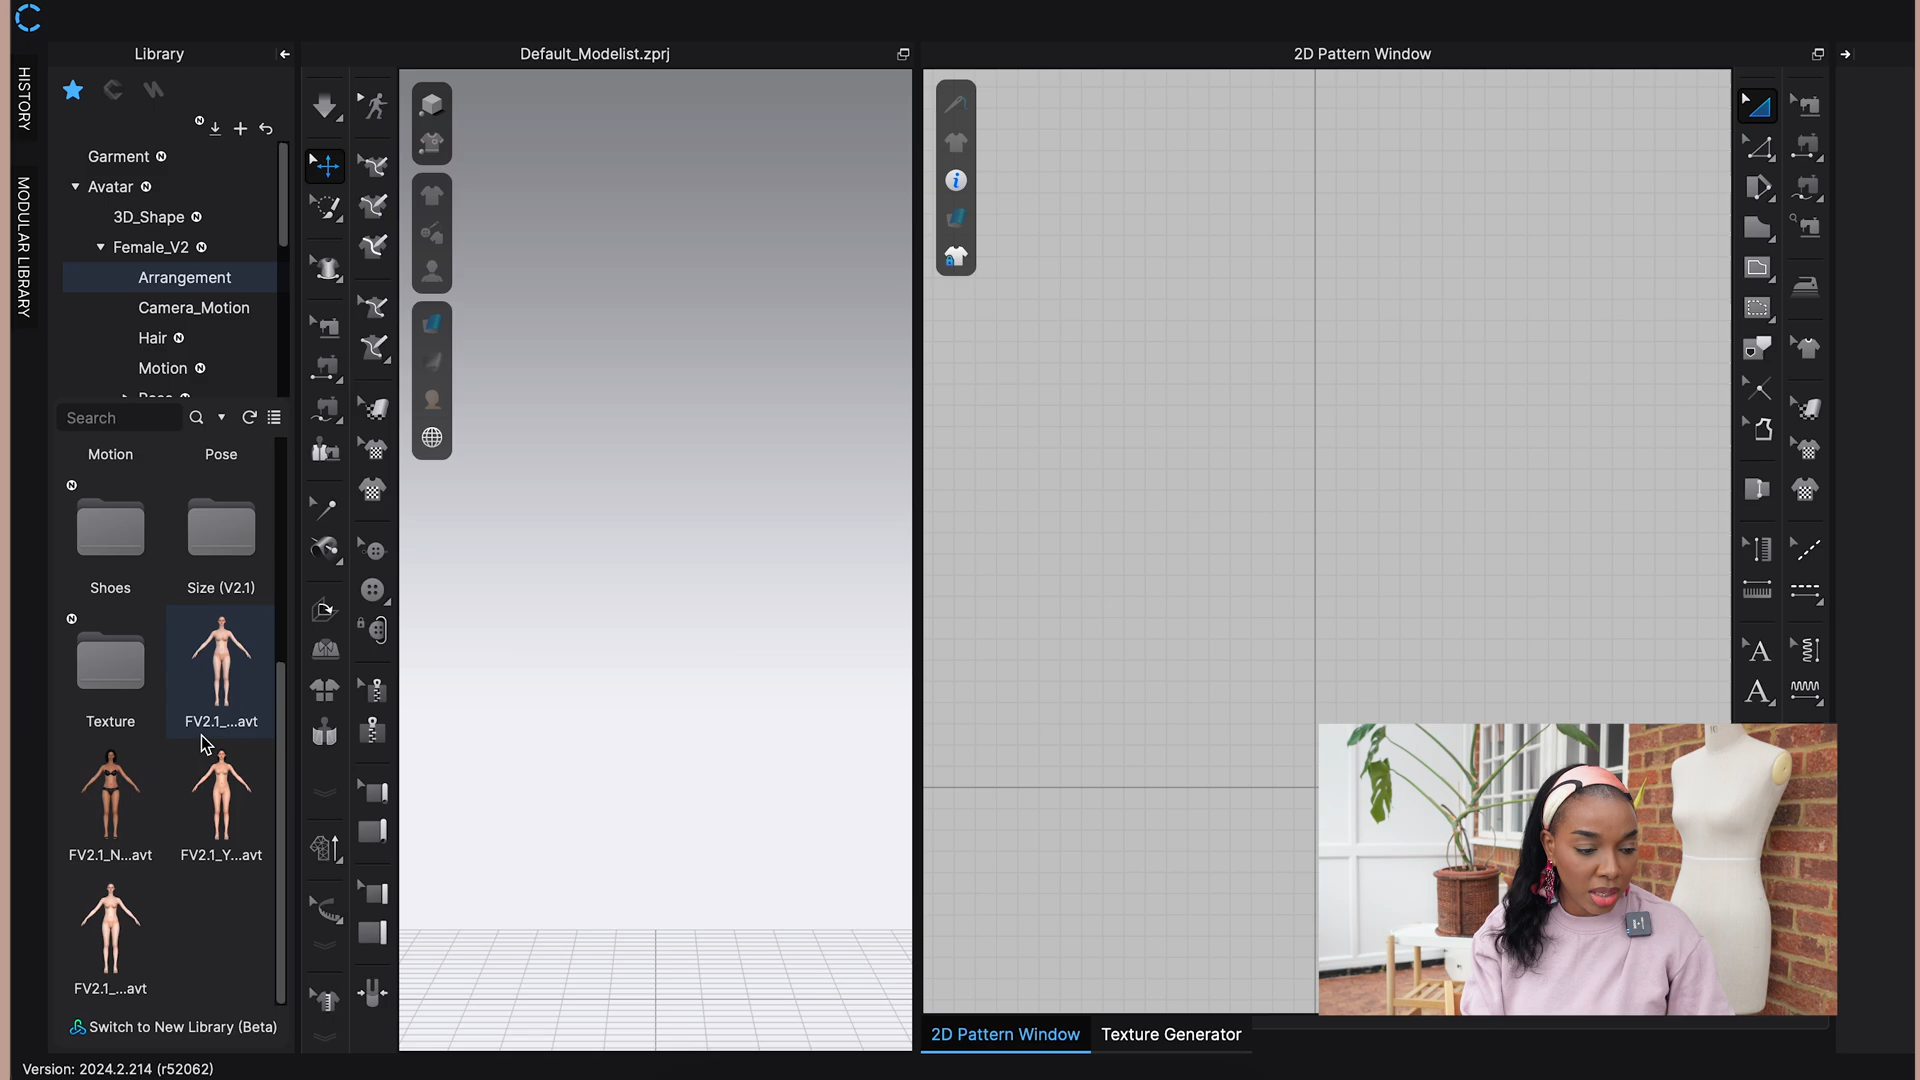 Library
Default_Modelist.zprj
2D Pattern Window
HISTORY
MODULAR LIBRARY
Garment N
Avatar N
3D_Shape N
Female_V2 N
Arrangement
Camera_Motion
Hair N
Motion N
Search
Motion
Pose
Shoes
Size (V2.1)
Texture
FV2.1_...avt
FV2.1_N...avt
FV2.1_Y...avt
FV2.1_...avt
Switch to New Library (Beta)
2D Pattern Window
Texture Generator
Version: 2024.2.214 (r52062)